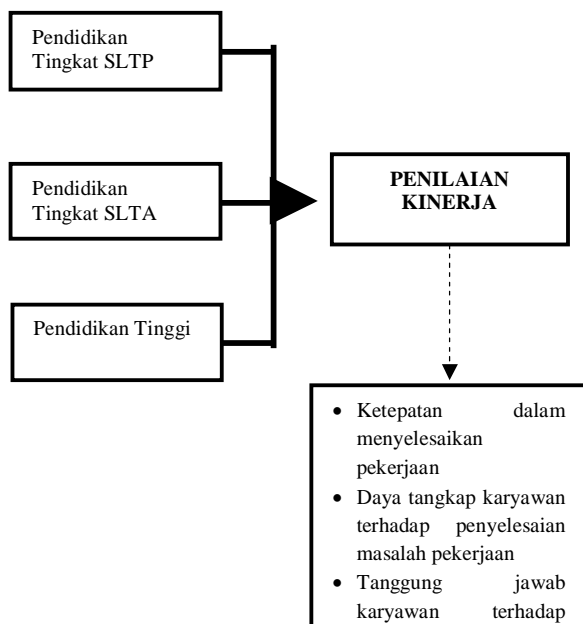 Pendidikan
Tingkat SLTP
Pendidikan
Tingkat SLTA
Pendidikan Tinggi
PENILAIAN
KINERJA
• Ketepatan dalam
menyelesaikan
pekerjaan
• Daya tangkap karyawan
terhadap penyelesaian
masalah pekerjaan
• Tanggung jawab
karyawan terhadap